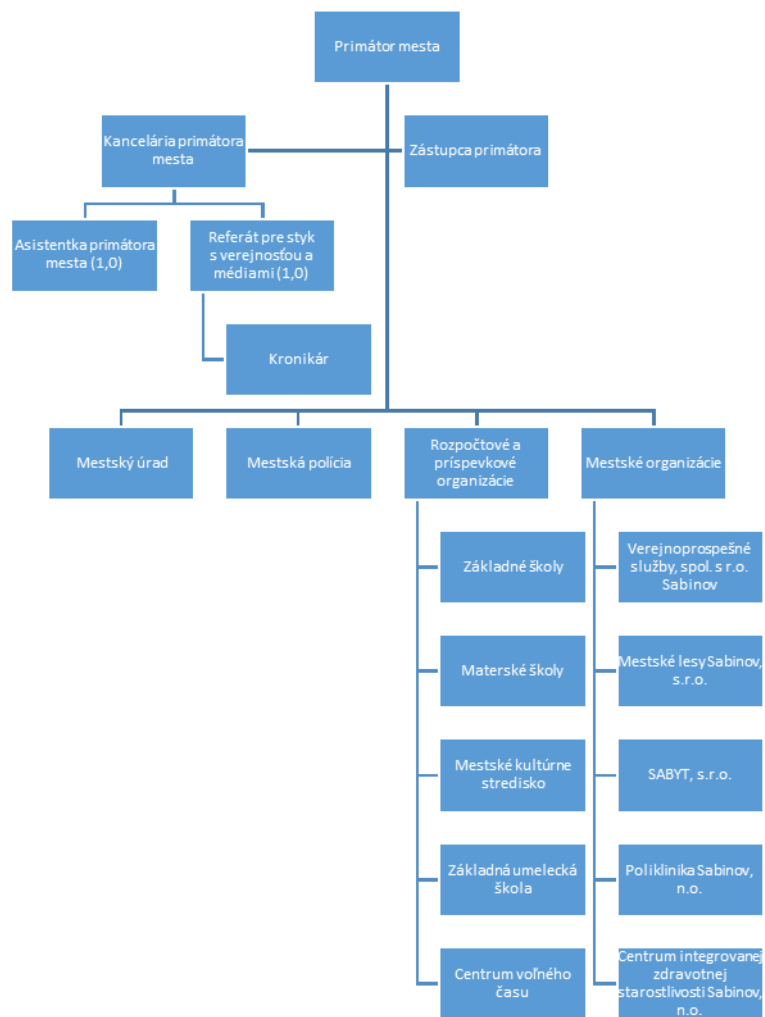 Primátor mesta
Kancelária primátora
mesta
Zástupca primátora
Asistentka primátora
mesta (1,0)
Referát pre styk
s verejnosťou a
médiami (1,0)
Kronikár
Mestský úrad
Mestská polícia
Rozpočtové a
príspevkové
organizácie
Mestské organizácie
Základné školy
Materské školy
Mestské kultúrne
stredisko
Základná umelecká
škola
Centrum voľného
času
Verejnoprospešné
služby, spol. s r.o.
Sabinov
Mestské lesy Sabinov,
s.r.o.
SABYT, s.r.o.
Poliklinika Sabinov,
n.o.
Centrum integrovanej
zdravotnej
starostlivosti Sabinov,
n.o.